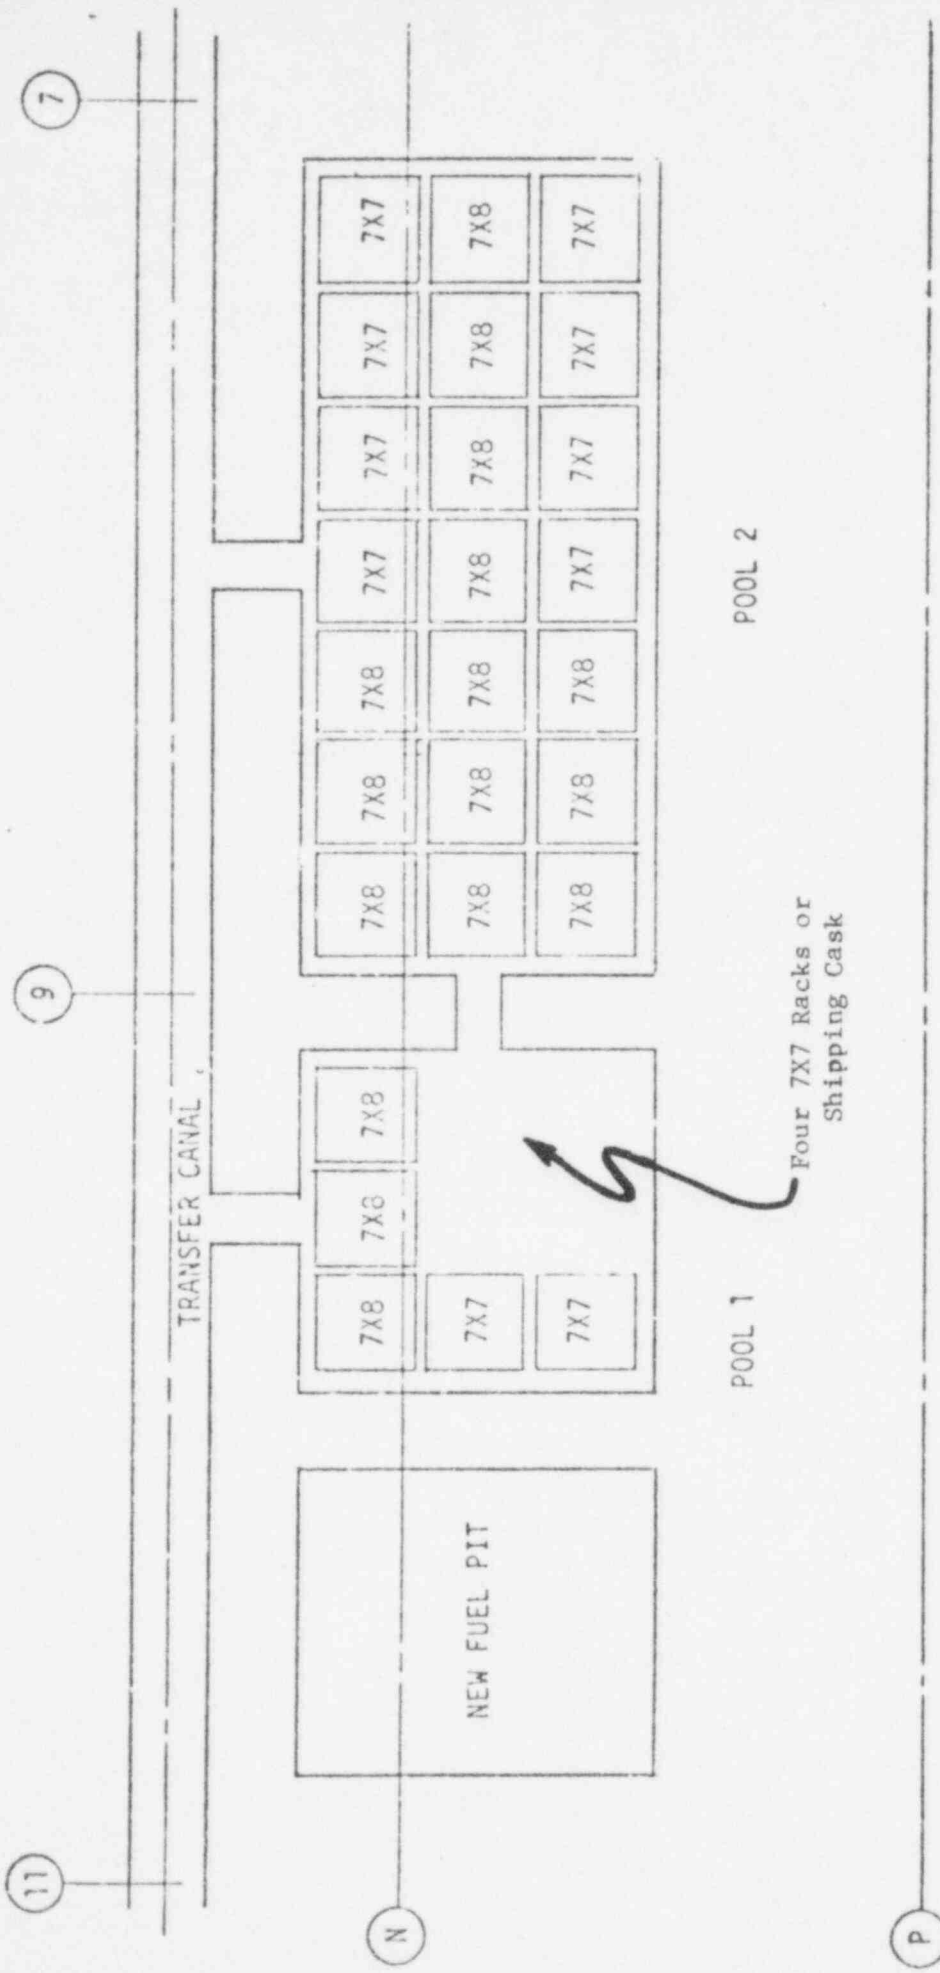 11 9 7
TRANSFER CANAL
7X8 7X8 7X8 7X8 7X8 7X8 7X7 7X7 7X7 7X7
N
NEW FUEL PIT 7X7 7X8 7X8 7X8 7X8 7X8 7X8 7X8
7X7 7X8 7X8 7X8 7X7 7X7 7X7 7X7
POOL 1 POOL 2
Four 7X7 Racks or
Shipping Cask
P